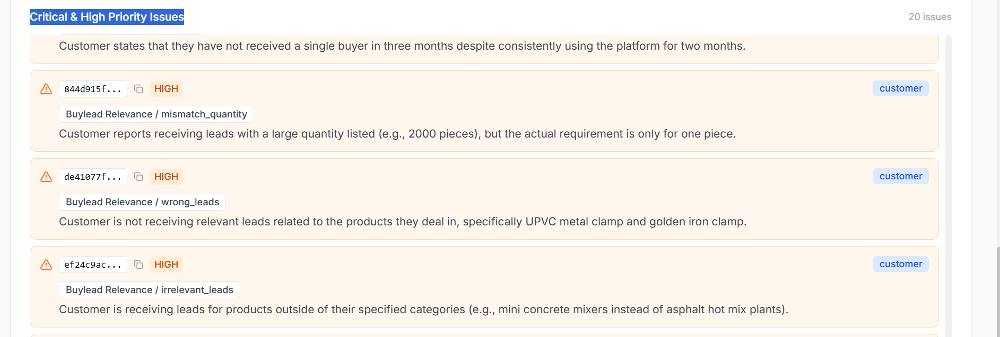 Critical & High Priority Issues
20 issues
Customer states that they have not received a single buyer in three months despite consistently using the platform for two months.
844d915f...
HIGH
customer
Buylead Relevance / mismatch_quantity
Customer reports receiving leads with a large quantity listed (e.g., 2000 pieces), but the actual requirement is only for one piece.
de41077f...
HIGH
customer
Buylead Relevance / wrong_leads
Customer is not receiving relevant leads related to the products they deal in, specifically UPVC metal clamp and golden iron clamp.
ef24c9ac...
HIGH
customer
Buylead Relevance / irrelevant_leads
Customer is receiving leads for products outside of their specified categories (e.g., mini concrete mixers instead of asphalt hot mix plants).